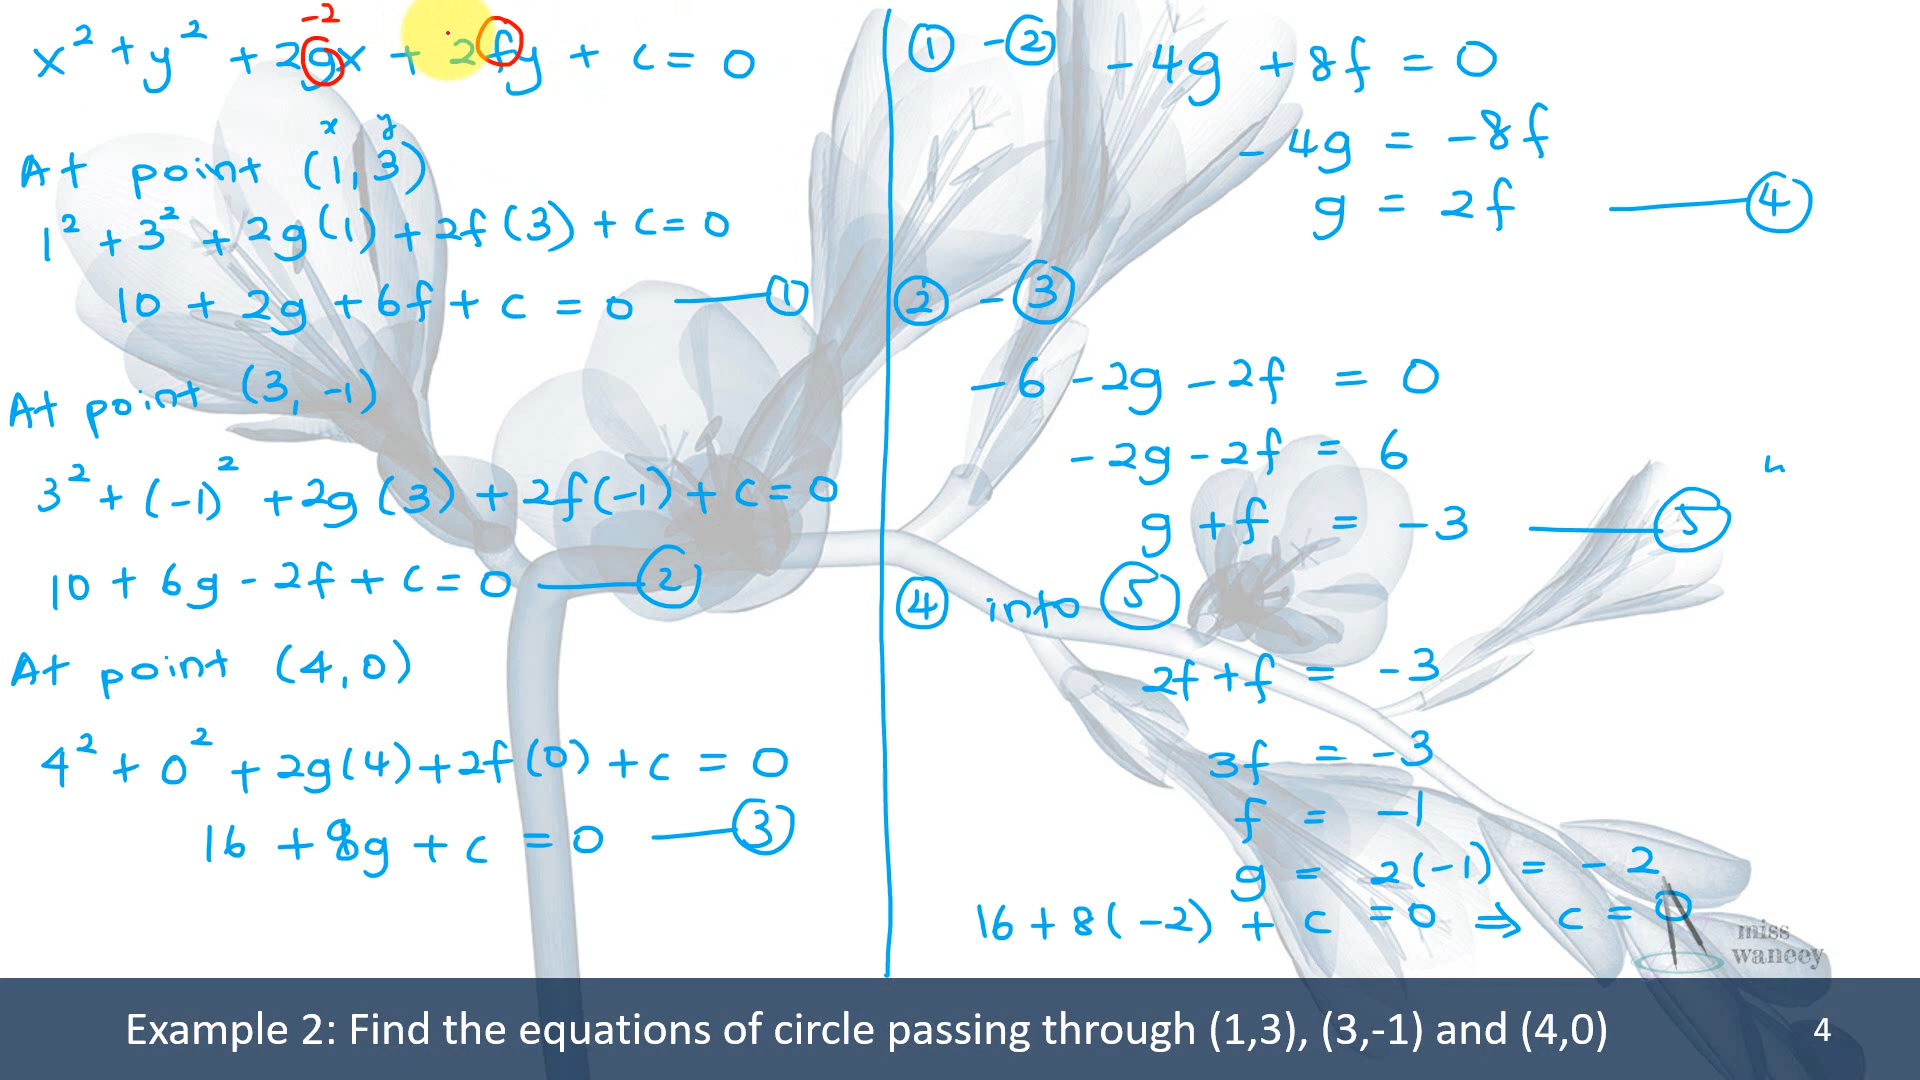 -2
x² + y² + 2gx + 2fy + c = 0
x y
At point (1, 3)
1² + 3² + 2g(1) + 2f(3) + c = 0
10 + 2g + 6f + c = 0 —— ①
At point (3, -1)
3² + (-1)² + 2g(3) + 2f(-1) + c = 0
10 + 6g - 2f + c = 0 —— ②
At point (4, 0)
4² + 0² + 2g(4) + 2f(0) + c = 0
16 + 8g + c = 0 —— ③
① - ②
-4g + 8f = 0
-4g = -8f
g = 2f —— ④
② - ③
-6 - 2g - 2f = 0
-2g - 2f = 6
g + f = -3 —— ⑤
④ into ⑤
2f + f = -3
3f = -3
f = -1
g = 2(-1) = -2
16 + 8(-2) + c = 0 ⇒ c = 0
miss
waneey
Example 2: Find the equations of circle passing through (1,3), (3,-1) and (4,0)
4